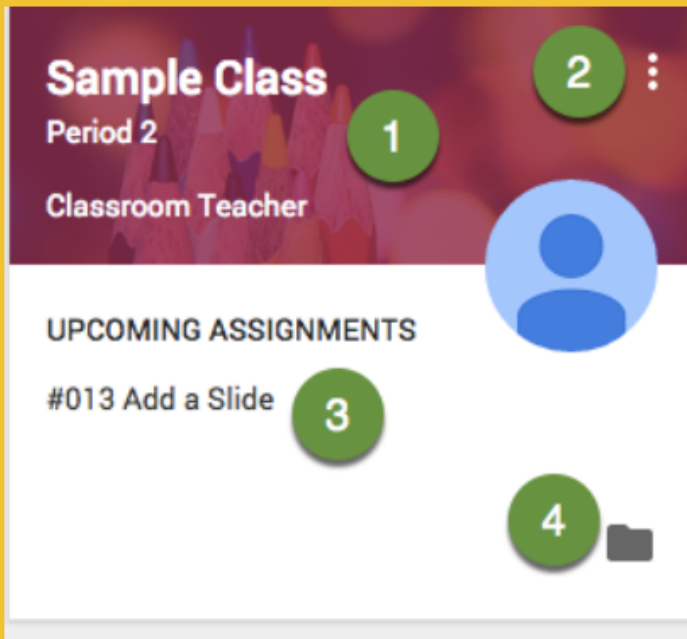 Sample Class
2
Period 2
1
Classroom Teacher
UPCOMING ASSIGNMENTS
#013 Add a Slide
3
4